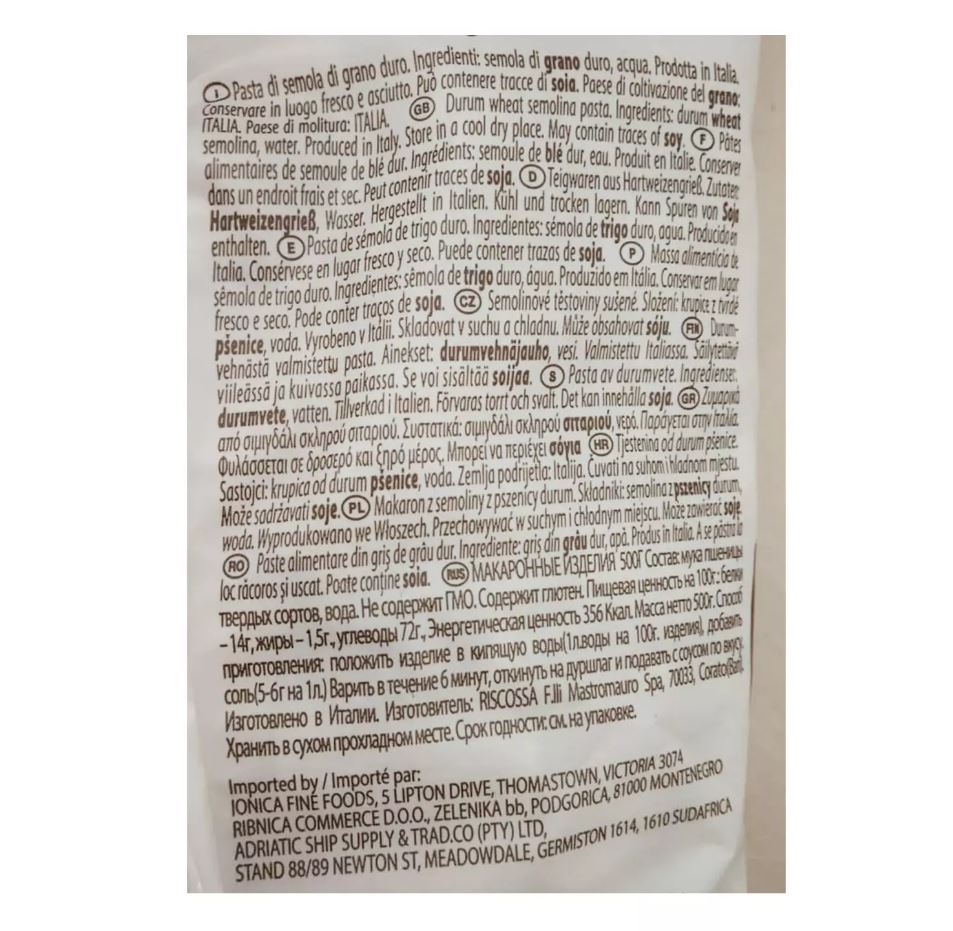 I Pasta di semola di grano duro. Ingredienti: semola di grano duro, acqua. Prodotta in Italia.
Conservare in luogo fresco e asciutto. Può contenere tracce di soia. Paese di coltivazione del grano:
ITALIA. Paese di molitura: ITALIA. GB Durum wheat semolina pasta. Ingredients: durum wheat
semolina, water. Produced in Italy. Store in a cool dry place. May contain traces of soy. F Pâtes
alimentaires de semoule de blé dur. Ingrédients: semoule de blé dur, eau. Produit en Italie. Conserver
dans un endroit frais et sec. Peut contenir traces de soja. D Teigwaren aus Hartweizengrieß. Zutaten:
Hartweizengrieß, Wasser. Hergestellt in Italien. Kühl und trocken lagern. Kann Spuren von Soja
enthalten. E Pasta de sémola de trigo duro. Ingredientes: sémola de trigo duro, agua. Producido en
Italia. Consérvese en lugar fresco y seco. Puede contener trazas de soja. P Massa alimentícia de
sêmola de trigo duro. Ingredientes: sêmola de trigo duro, água. Produzido em Itália. Conservar em lugar
fresco e seco. Pode conter traços de soja. CZ Semolinové těstoviny sušené. Složení: krupice z tvrdé
pšenice, voda. Vyrobeno v Itálii. Skladovat v suchu a chladnu. Může obsahovat sóju. FIN Durum-
vehnästä valmistettu pasta. Ainekset: durumvehnäjauho, vesi. Valmistettu Italiassa. Säilytettävä
viileässä ja kuivassa paikassa. Se voi sisältää soijaa. S Pasta av durumvete. Ingredienser:
durumvete, vatten. Tillverkad i Italien. Förvaras torrt och svalt. Det kan innehålla soja. GR Ζυμαρικά
από σιμιγδάλι σκληρού σιταριού. Συστατικά: σιμιγδάλι σκληρού σιταριού, νερό. Παράγεται στην Ιταλία.
Φυλάσσεται σε δροσερό και ξηρό μέρος. Μπορεί να περιέχει σόγια HR Tjestenina od durum pšenice.
Sastojci: krupica od durum pšenice, voda. Zemlja podrijetla: Italija. Čuvati na suhom i hladnom mjestu.
Može sadržavati soje. PL Makaron z semoliny z pszenicy durum. Składniki: semolina z pszenicy durum,
woda. Wyprodukowano we Włoszech. Przechowywać w suchym i chłodnym miejscu. Może zawierać soje.
RO Paste alimentare din griş de grâu dur. Ingrediente: griş din grâu dur, apă. Produs in Italia. A se păstra la
loc răcoros şi uscat. Poate conţine soia. RUS МАКАРОННЫЕ ИЗДЕЛИЯ 500Г Состав: мука пшеницы
твердых сортов, вода. Не содержит ГМО. Содержит глютен. Пищевая ценность на 100г.: белки
– 14г, жиры – 1,5г., углеводы 72г., Энергетическая ценность 356 Ккал. Масса нетто 500г. Способ
приготовления: положить изделие в кипящую воды(1л.воды на 100г. изделия), добавить
соль(5-6г на 1л.) Варить в течение 6 минут, откинуть на дуршлаг и подавать с соусом по вкусу.
Изготовлено в Италии. Изготовитель: RISCOSSA F.lli Mastromauro Spa, 70033, Corato(Bari).
Хранить в сухом прохладном месте. Срок годности: см. на упаковке.
Imported by / Importé par:
IONICA FINE FOODS, 5 LIPTON DRIVE, THOMASTOWN, VICTORIA 3074
RIBNICA COMMERCE D.O.O., ZELENIKA bb, PODGORICA, 81000 MONTENEGRO
ADRIATIC SHIP SUPPLY & TRAD.CO (PTY) LTD,
STAND 88/89 NEWTON ST, MEADOWDALE, GERMISTON 1614, 1610 SUDAFRICA